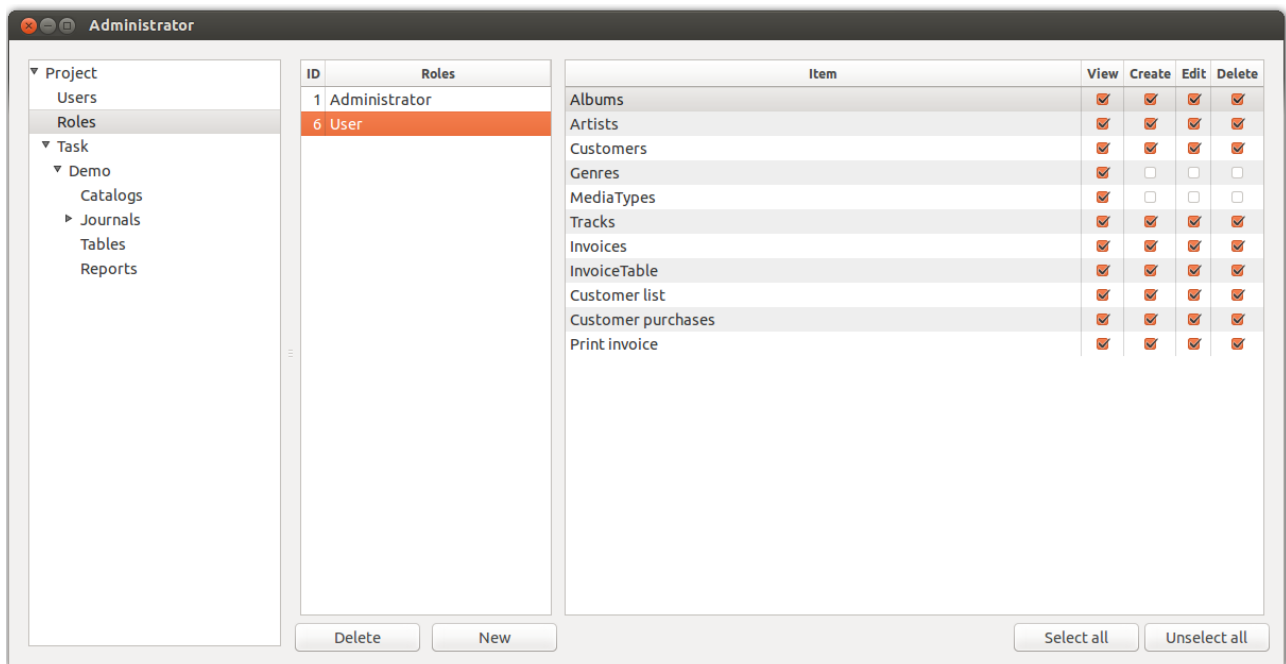 Administrator
Project
Users
Roles
Task
Demo
Catalogs
Journals
Tables
Reports
ID Roles
1 Administrator
6 User
Delete New
Item View Create Edit Delete
Albums
Artists
Customers
Genres
MediaTypes
Tracks
Invoices
InvoiceTable
Customer list
Customer purchases
Print invoice
Select all Unselect all